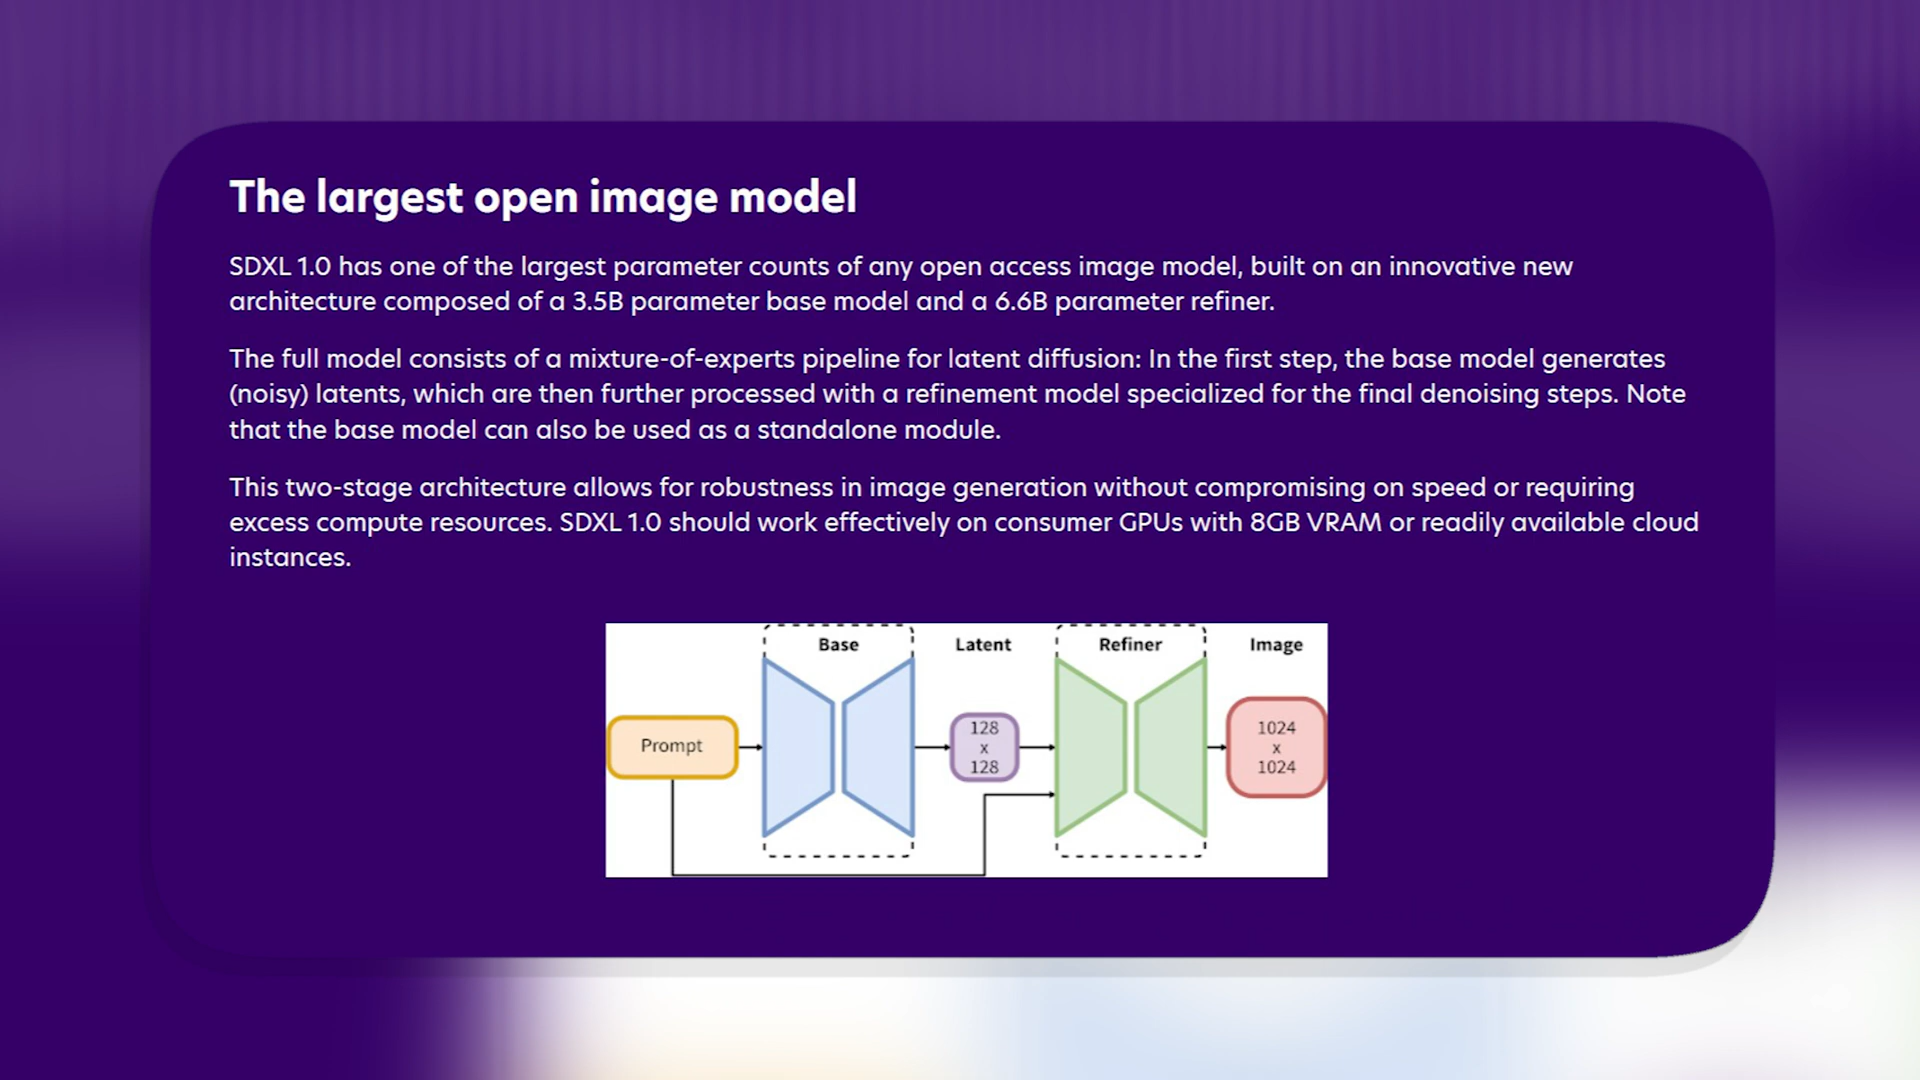 The largest open image model
SDXL 1.0 has one of the largest parameter counts of any open access image model, built on an innovative new
architecture composed of a 3.5B parameter base model and a 6.6B parameter refiner.
The full model consists of a mixture-of-experts pipeline for latent diffusion: In the first step, the base model generates
(noisy) latents, which are then further processed with a refinement model specialized for the final denoising steps. Note
that the base model can also be used as a standalone module.
This two-stage architecture allows for robustness in image generation without compromising on speed or requiring
excess compute resources. SDXL 1.0 should work effectively on consumer GPUs with 8GB VRAM or readily available cloud
instances.
Base
Latent
Refiner
Image
Prompt
128
x
128
1024
x
1024